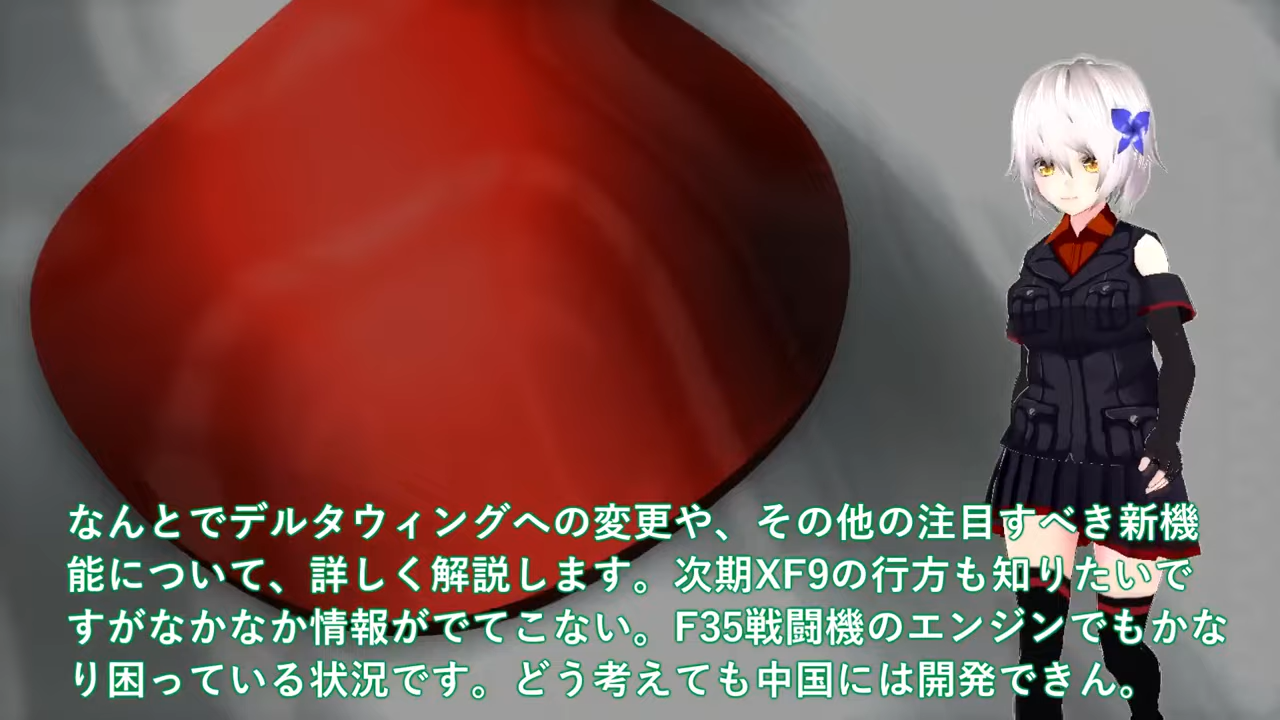 なんとでデルタウィングへの変更や、その他の注目すべき新機
能について、詳しく解説します。次期XF9の行方も知りたいで
すがなかなか情報がでてこない。F35戦闘機のエンジンでもかな
り困っている状況です。どう考えても中国には開発できん。